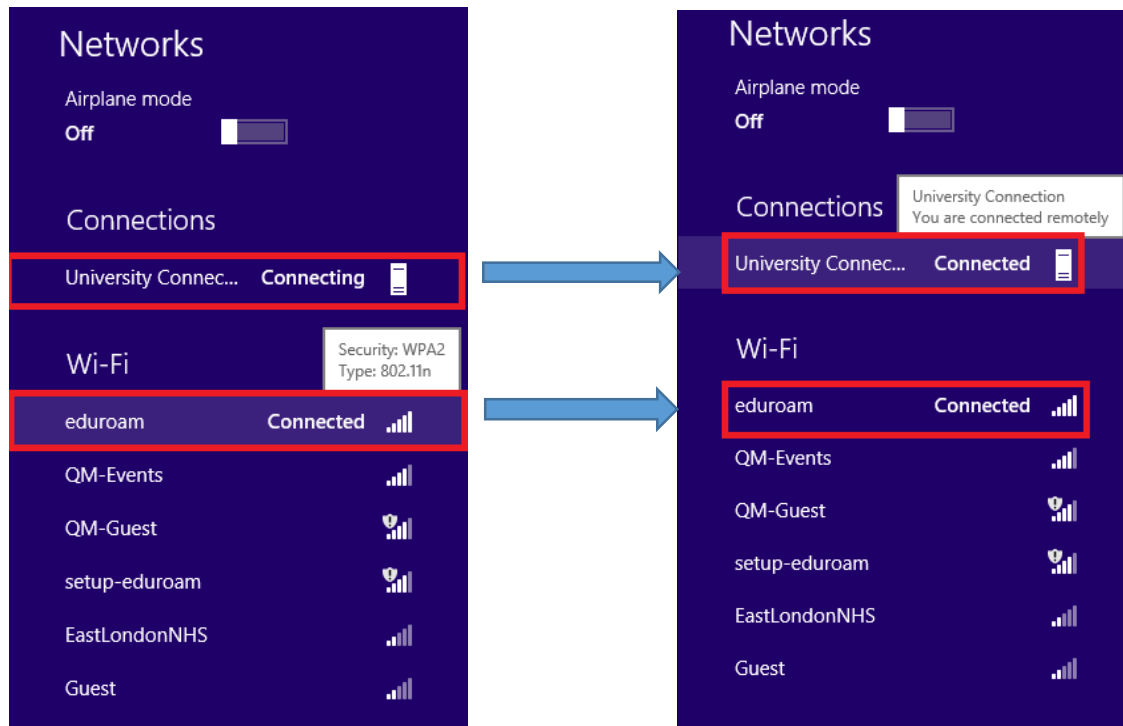 Networks
Airplane mode
Off
Connections
University Connec... Connecting
Wi-Fi
Security: WPA2
Type: 802.11n
eduroam Connected
QM-Events
QM-Guest
setup-eduroam
EastLondonNHS
Guest
Networks
Airplane mode
Off
Connections
University Connection
You are connected remotely
University Connec... Connected
Wi-Fi
eduroam Connected
QM-Events
QM-Guest
setup-eduroam
EastLondonNHS
Guest